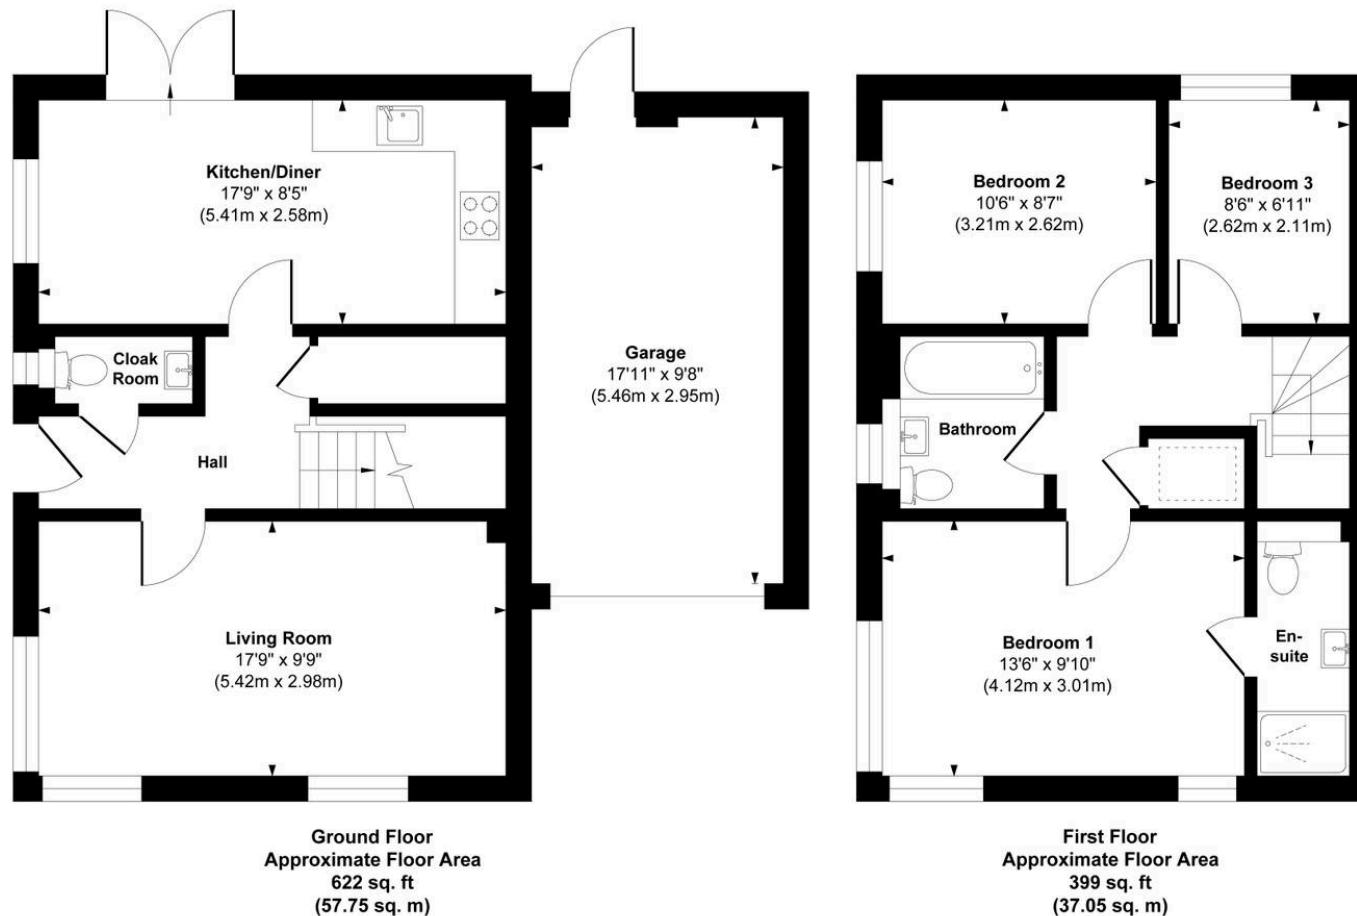 Kitchen/Diner
17'9" x 8'5"
(5.41m x 2.58m)
Cloak
Room
Hall
Living Room
17'9" x 9'9"
(5.42m x 2.98m)
Garage
17'11" x 9'8"
(5.46m x 2.95m)
Ground Floor
Approximate Floor Area
622 sq. ft
(57.75 sq. m)
Bedroom 2
10'6" x 8'7"
(3.21m x 2.62m)
Bedroom 3
8'6" x 6'11"
(2.62m x 2.11m)
Bathroom
Bedroom 1
13'6" x 9'10"
(4.12m x 3.01m)
En-
suite
First Floor
Approximate Floor Area
399 sq. ft
(37.05 sq. m)